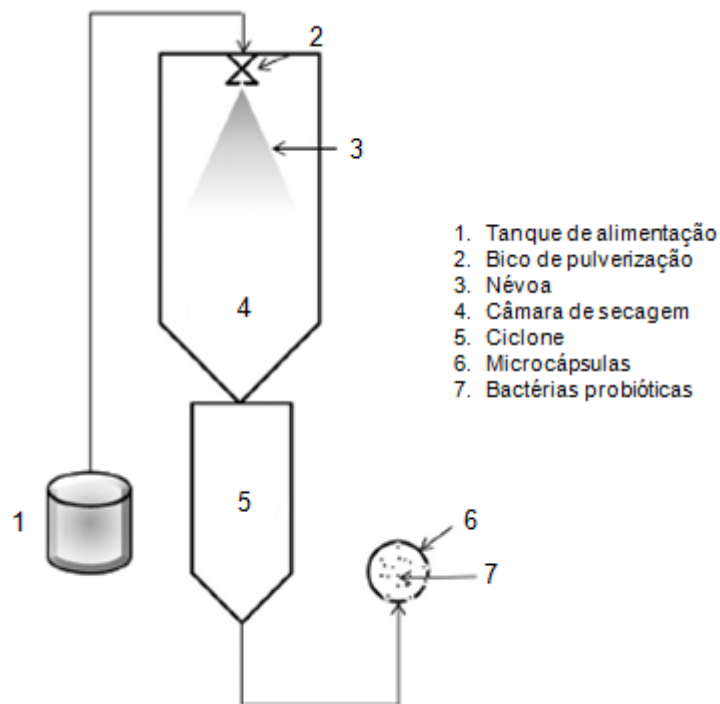 2
3
4
5
1
6
7
1. Tanque de alimentação
2. Bico de pulverização
3. Névoa
4. Câmara de secagem
5. Ciclone
6. Microcápsulas
7. Bactérias probióticas